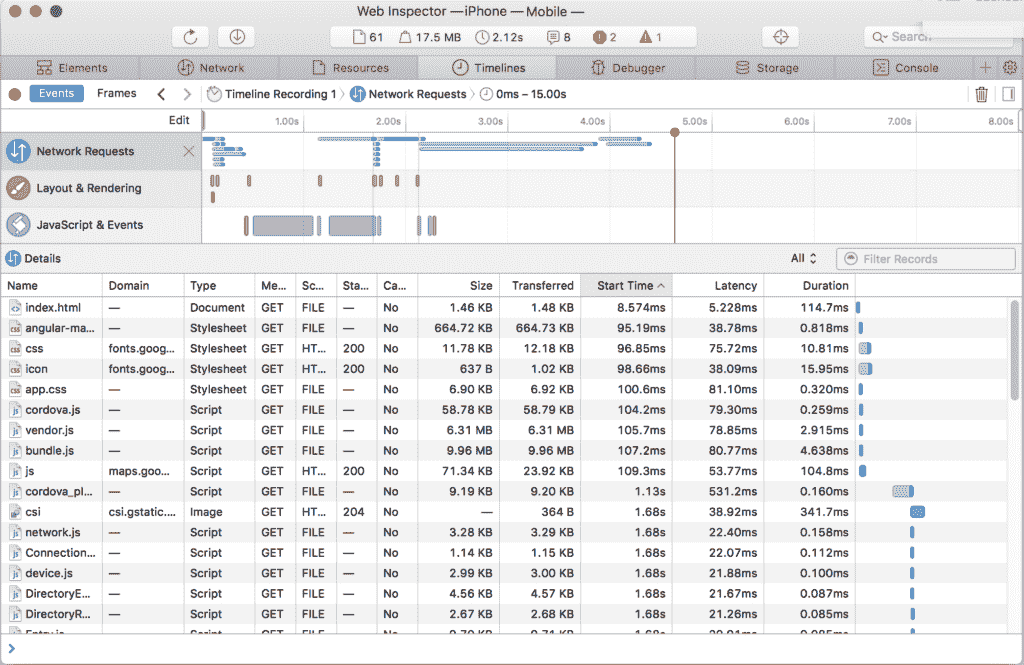 Web Inspector —iPhone — Mobile —
61 17.5 MB 2.12s 8 2 1 Search
Elements Network Resources Timelines Debugger Storage Console
Events Frames Timeline Recording 1 Network Requests 0ms – 15.00s
Edit 1.00s 2.00s 3.00s 4.00s 5.00s 6.00s 7.00s 8.00s
Network Requests
Layout & Rendering
JavaScript & Events
Details All Filter Records
Name Domain Type Me... Sc... Sta... Ca... Size Transferred Start Time Latency Duration
index.html — Document GET FILE — No 1.46 KB 1.48 KB 8.574ms 5.228ms 114.7ms
css angular-ma... — Stylesheet GET FILE — No 664.72 KB 664.73 KB 95.19ms 38.78ms 0.818ms
css css fonts.goog... Stylesheet GET HT... 200 No 11.78 KB 12.18 KB 96.85ms 75.72ms 10.81ms
css icon fonts.goog... Stylesheet GET HT... 200 No 637 B 1.02 KB 98.66ms 38.09ms 15.95ms
css app.css — Stylesheet GET FILE — No 6.90 KB 6.92 KB 100.6ms 81.10ms 0.320ms
js cordova.js — Script GET FILE — No 58.78 KB 58.79 KB 104.2ms 79.30ms 0.259ms
js vendor.js — Script GET FILE — No 6.31 MB 6.31 MB 105.7ms 78.85ms 2.915ms
js bundle.js — Script GET FILE — No 9.96 MB 9.96 MB 107.2ms 80.77ms 4.638ms
js js maps.goo... Script GET HT... 200 No 71.34 KB 23.92 KB 109.3ms 53.77ms 104.8ms
js cordova_pl... — Script GET FILE — No 9.19 KB 9.20 KB 1.13s 531.2ms 0.160ms
csi csi.gstatic.... Image GET HT... 204 No — 364 B 1.68s 38.92ms 341.7ms
js network.js — Script GET FILE — No 3.28 KB 3.29 KB 1.68s 22.40ms 0.158ms
js Connection... — Script GET FILE — No 1.14 KB 1.15 KB 1.68s 22.07ms 0.112ms
js device.js — Script GET FILE — No 2.99 KB 3.00 KB 1.68s 21.88ms 0.100ms
js DirectoryE... — Script GET FILE — No 4.56 KB 4.57 KB 1.68s 21.67ms 0.087ms
js DirectoryR... — Script GET FILE — No 2.67 KB 2.68 KB 1.68s 21.26ms 0.085ms